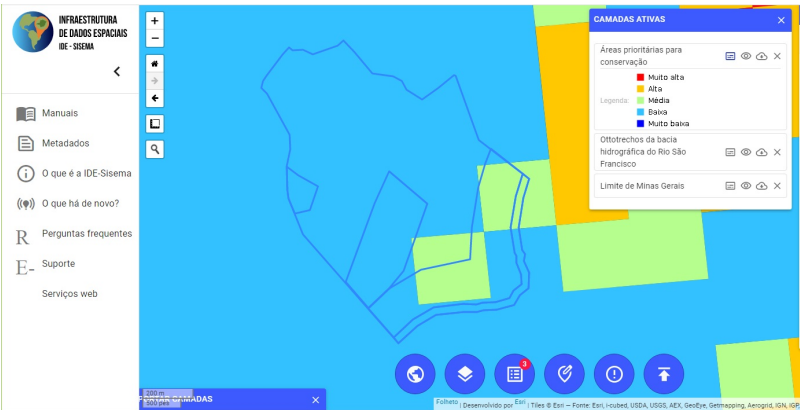 INFRAESTRUTURA
DE DADOS ESPACIAIS
IDE - SISEMA
Manuais
Metadados
O que é a IDE-Sisema
O que há de novo?
R Perguntas frequentes
E- Suporte
Serviços web
+
−
CAMADAS ATIVAS
Áreas prioritárias para
conservação
Legenda:
Muito alta
Alta
Média
Baixa
Muito baixa
Ottotrechos da bacia
hidrográfica do Rio São
Francisco
Limite de Minas Gerais
3
200 m
500 pés
CAMADAS
Folheto | Desenvolvido por Esri | Tiles © Esri — Fonte: Esri, i-cubed, USDA, USGS, AEX, GeoEye, Getmapping, Aerogrid, IGN, IGP